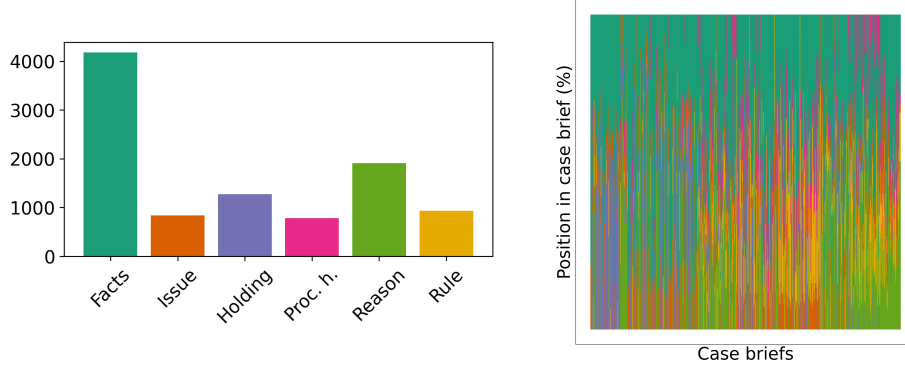 4000
3000
2000
1000
0
Facts
Issue
Holding
Proc. h.
Reason
Rule
Position in case brief (%)
Case briefs